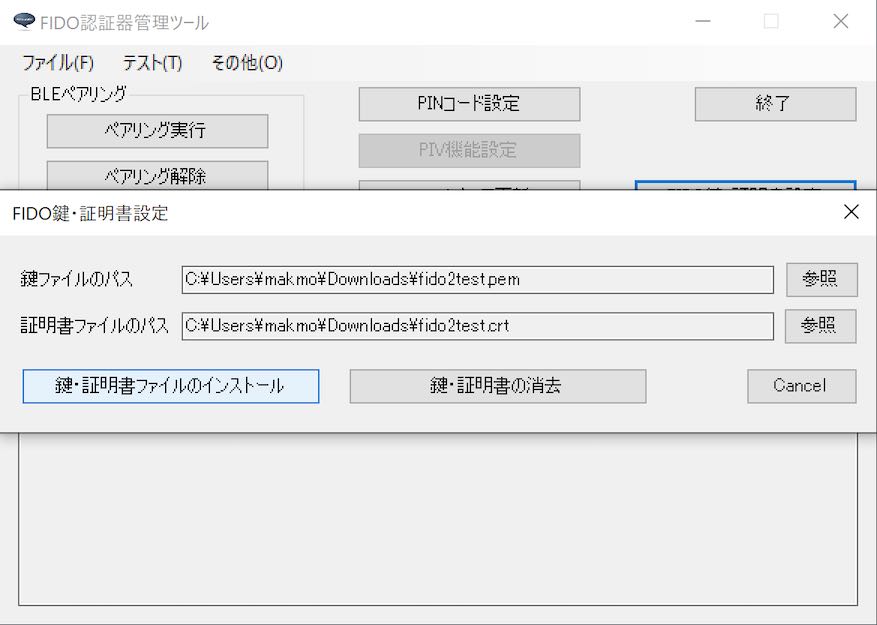 FIDO認証器管理ツール
ファイル(F) テスト(T) その他(O)
BLEペアリング
ペアリング実行
PINコード設定
終了
PIV機能設定
ペアリング解除
FIDO鍵・証明書設定
鍵ファイルのパス C:¥Users¥makmo¥Downloads¥fido2test.pem 参照
証明書ファイルのパス C:¥Users¥makmo¥Downloads¥fido2test.crt 参照
鍵・証明書ファイルのインストール 鍵・証明書の消去 Cancel